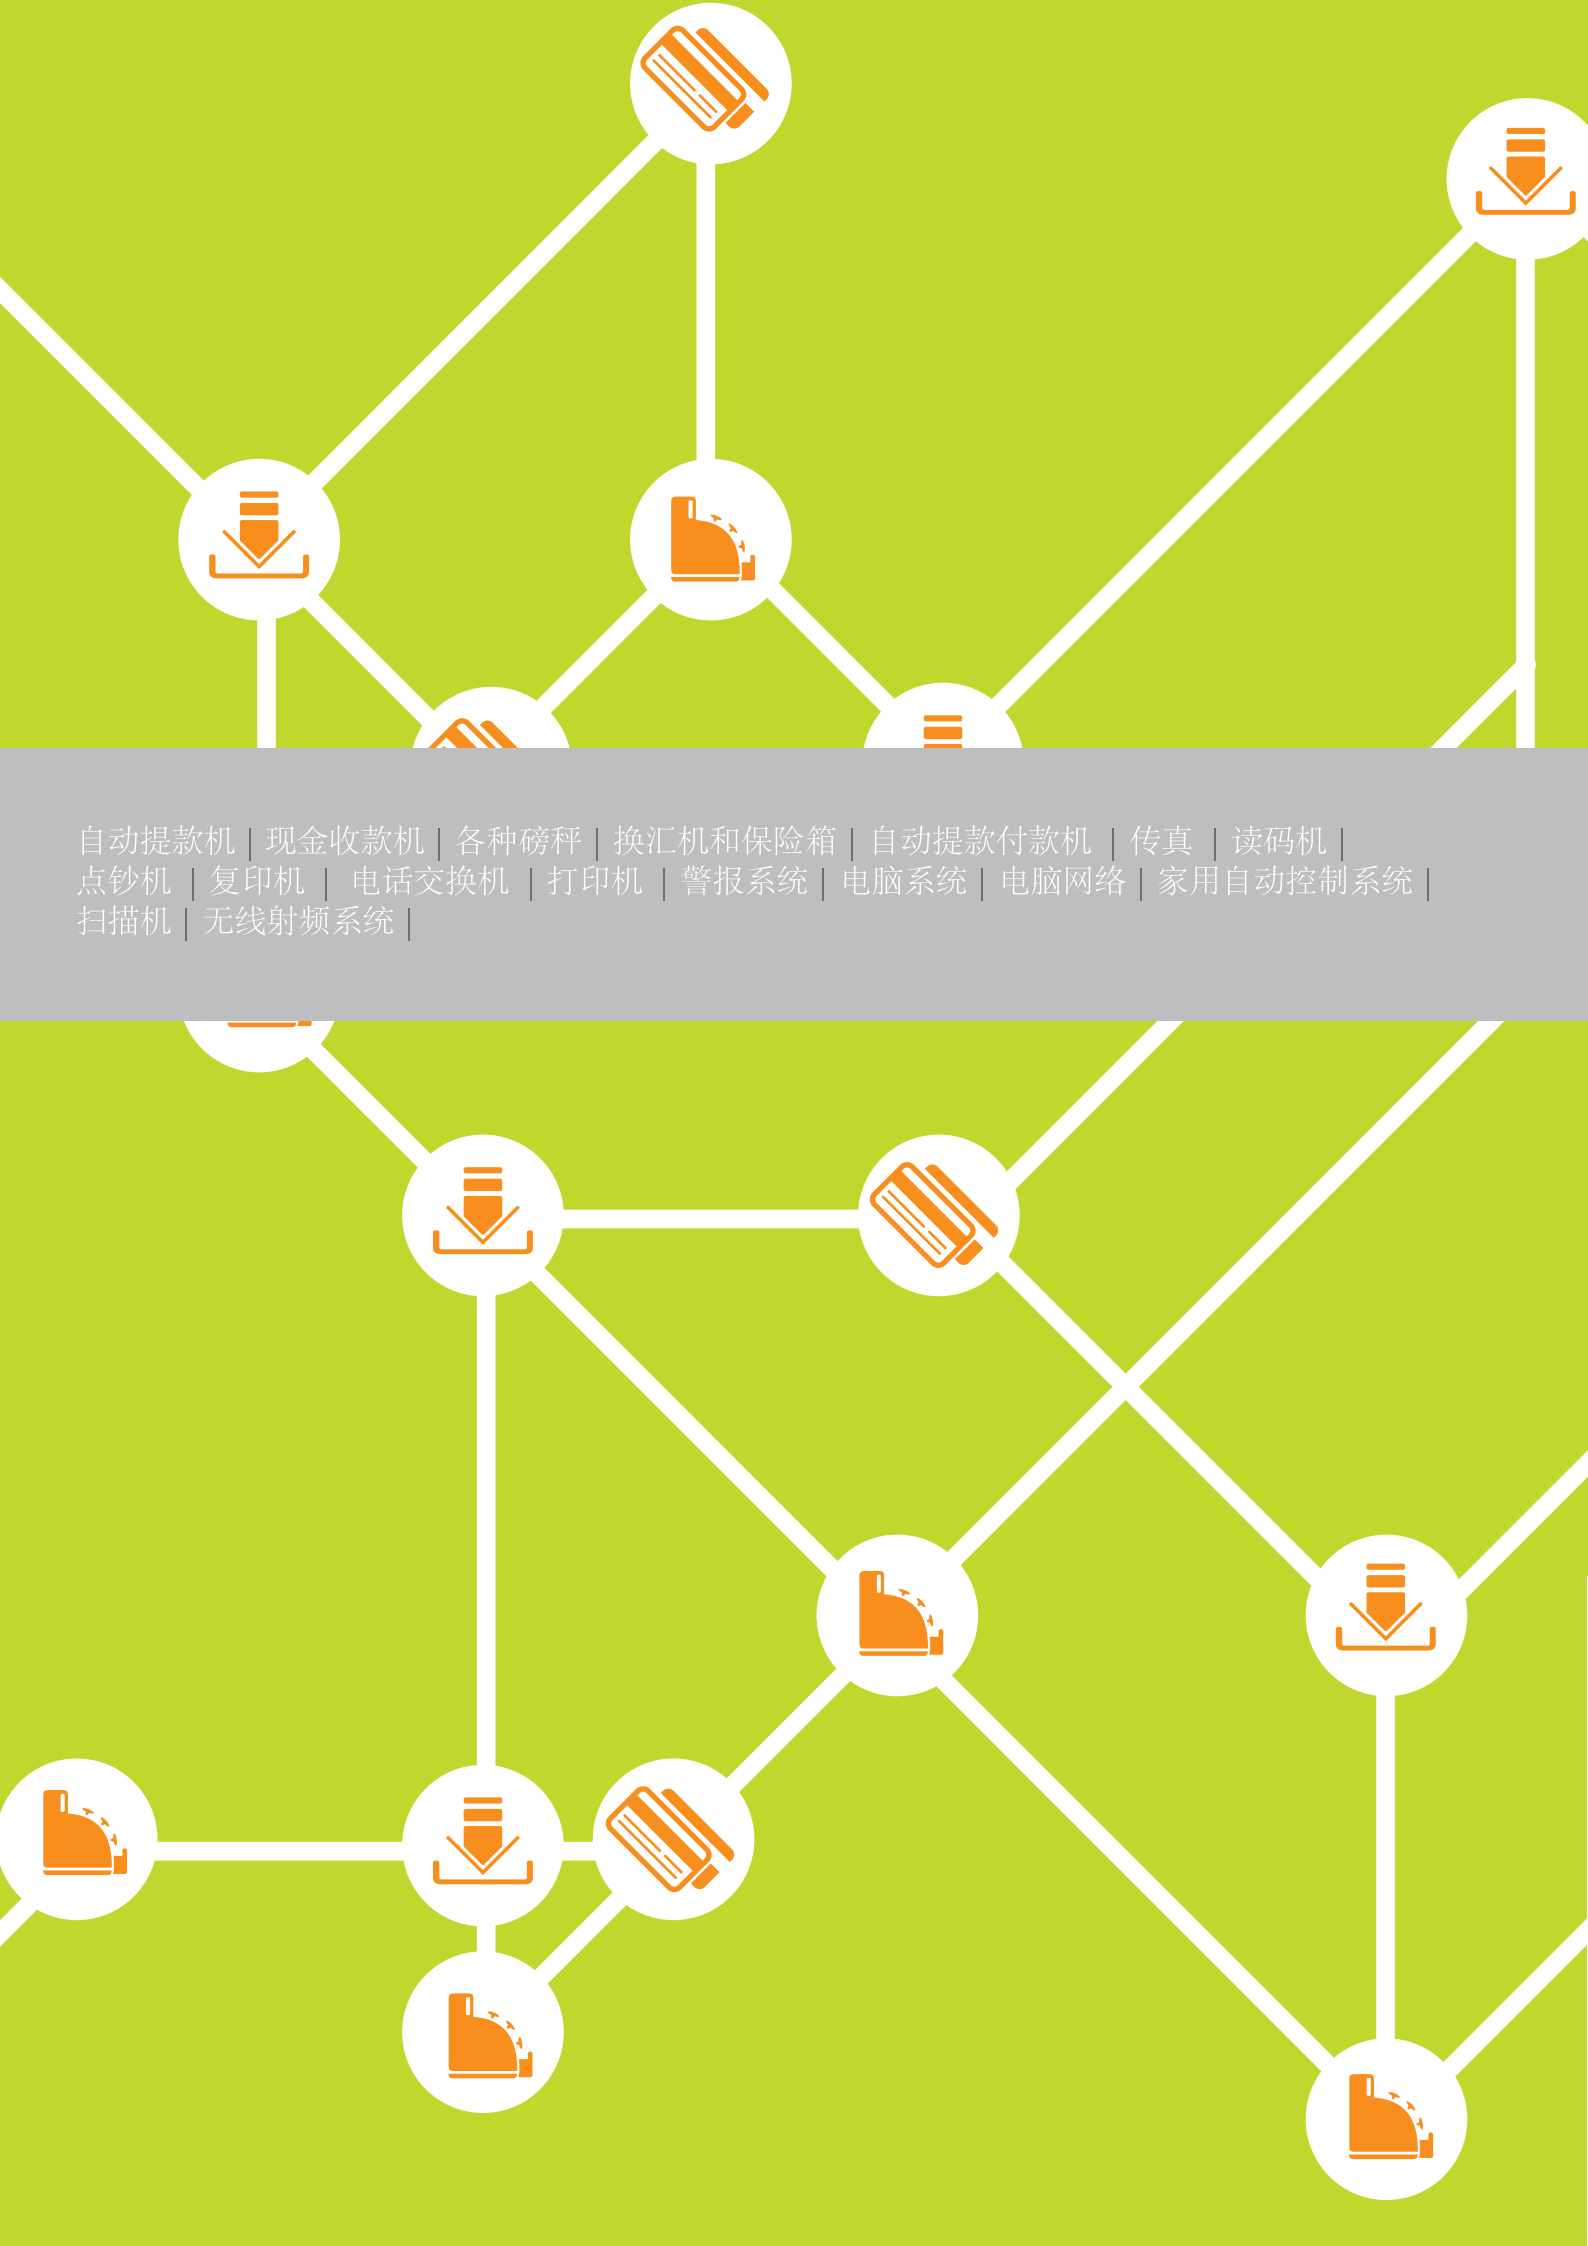 自动提款机 | 现金收款机 | 各种磅秤 | 换汇机和保险箱 | 自动提款付款机 | 传真 | 读码机 |
点钞机 | 复印机 | 电话交换机 | 打印机 | 警报系统 | 电脑系统 | 电脑网络 | 家用自动控制系统 |
扫描机 | 无线射频系统 |